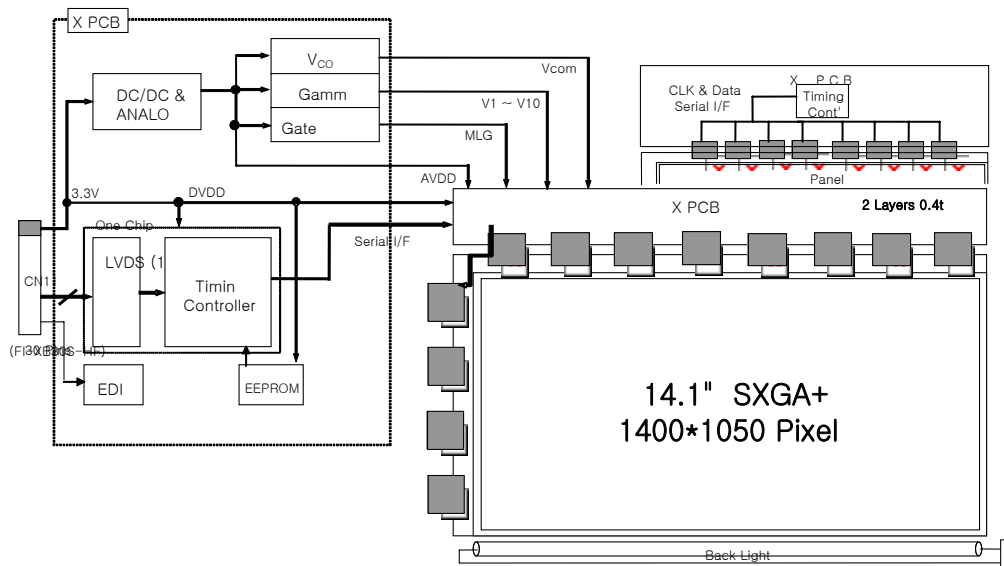 X PCB
DC/DC &
ANALO
VCO
Gamm
Gate
Vcom
V1 ~ V10
MLG
AVDD
3.3V
DVDD
One Chip
LVDS (1
Timin
Controller
Serial I/F
CN1
EDI
EEPROM
X PCB
CLK & Data
Serial I/F
Timing
Cont'
Panel
X PCB
2 Layers 0.4t
14.1" SXGA+
1400*1050 Pixel
Back Light